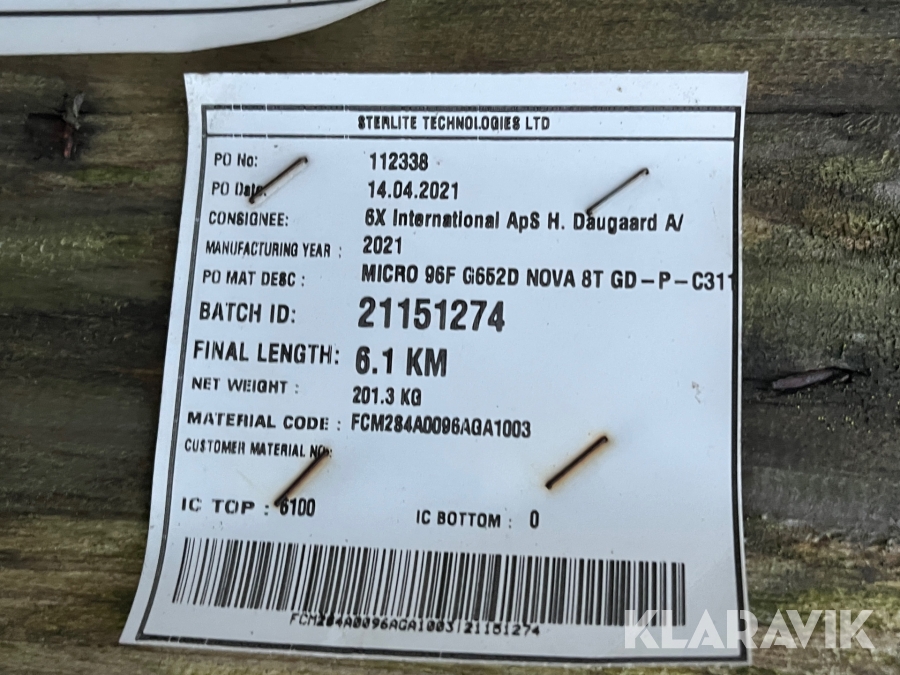 STERLITE TECHNOLOGIES LTD
PO No: 112338
PO Date: 14.04.2021
CONSIGNEE: 6X International ApS H. Daugaard A/
MANUFACTURING YEAR : 2021
PO MAT DESC : MICRO 96F G652D NOVA 8T GD-P-C311
BATCH ID: 21151274
FINAL LENGTH: 6.1 KM
NET WEIGHT : 201.3 KG
MATERIAL CODE : FCM284A0096AGA1003
CUSTOMER MATERIAL NO:
IC TOP : 6100 IC BOTTOM : 0
FCM284A0096AGA1003|21151274
KLARAVIK